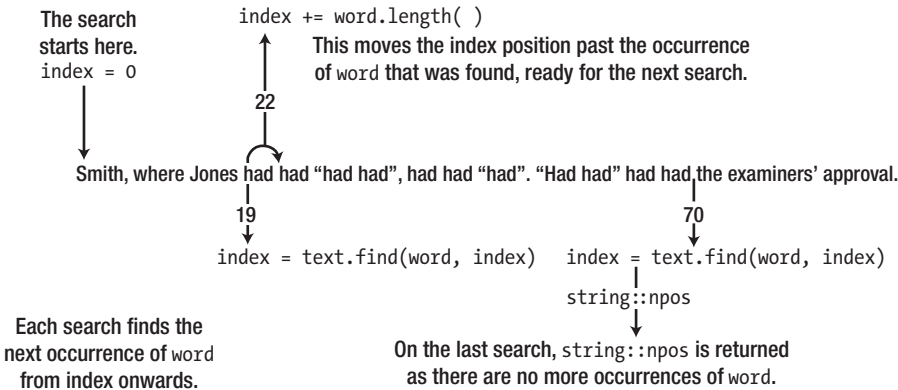 The search
starts here.
index = 0
index += word.length( )
This moves the index position past the occurrence
of word that was found, ready for the next search.
22
Smith, where Jones had had “had had”, had had “had”. “Had had” had had the examiners’ approval.
19
70
index = text.find(word, index)
index = text.find(word, index)
string::npos
Each search finds the
next occurrence of word
from index onwards.
On the last search, string::npos is returned
as there are no more occurrences of word.